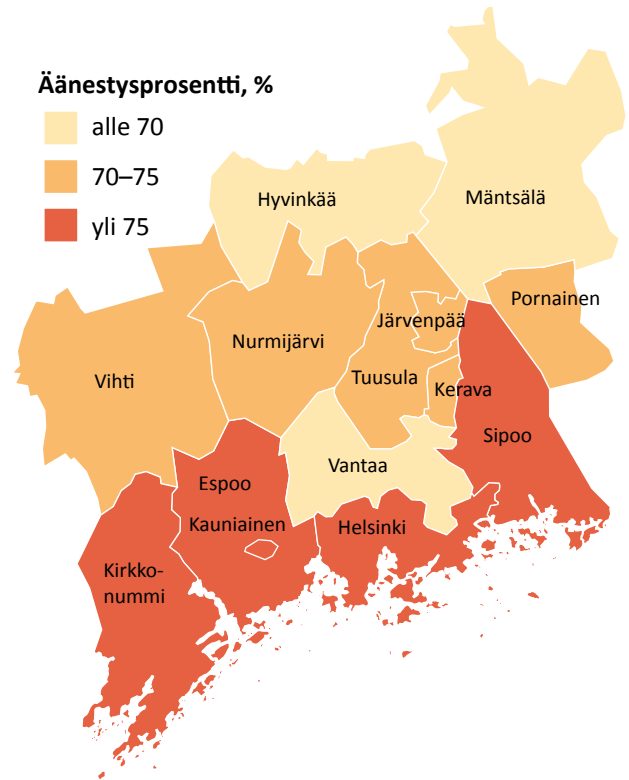 Äänestysprosentti, %
alle 70
70–75
yli 75
Hyvinkää
Mäntsälä
Pornainen
Järvenpää
Nurmijärvi
Vihti
Tuusula
Kerava
Sipoo
Vantaa
Espoo
Kauniainen
Helsinki
Kirkko-
nummi